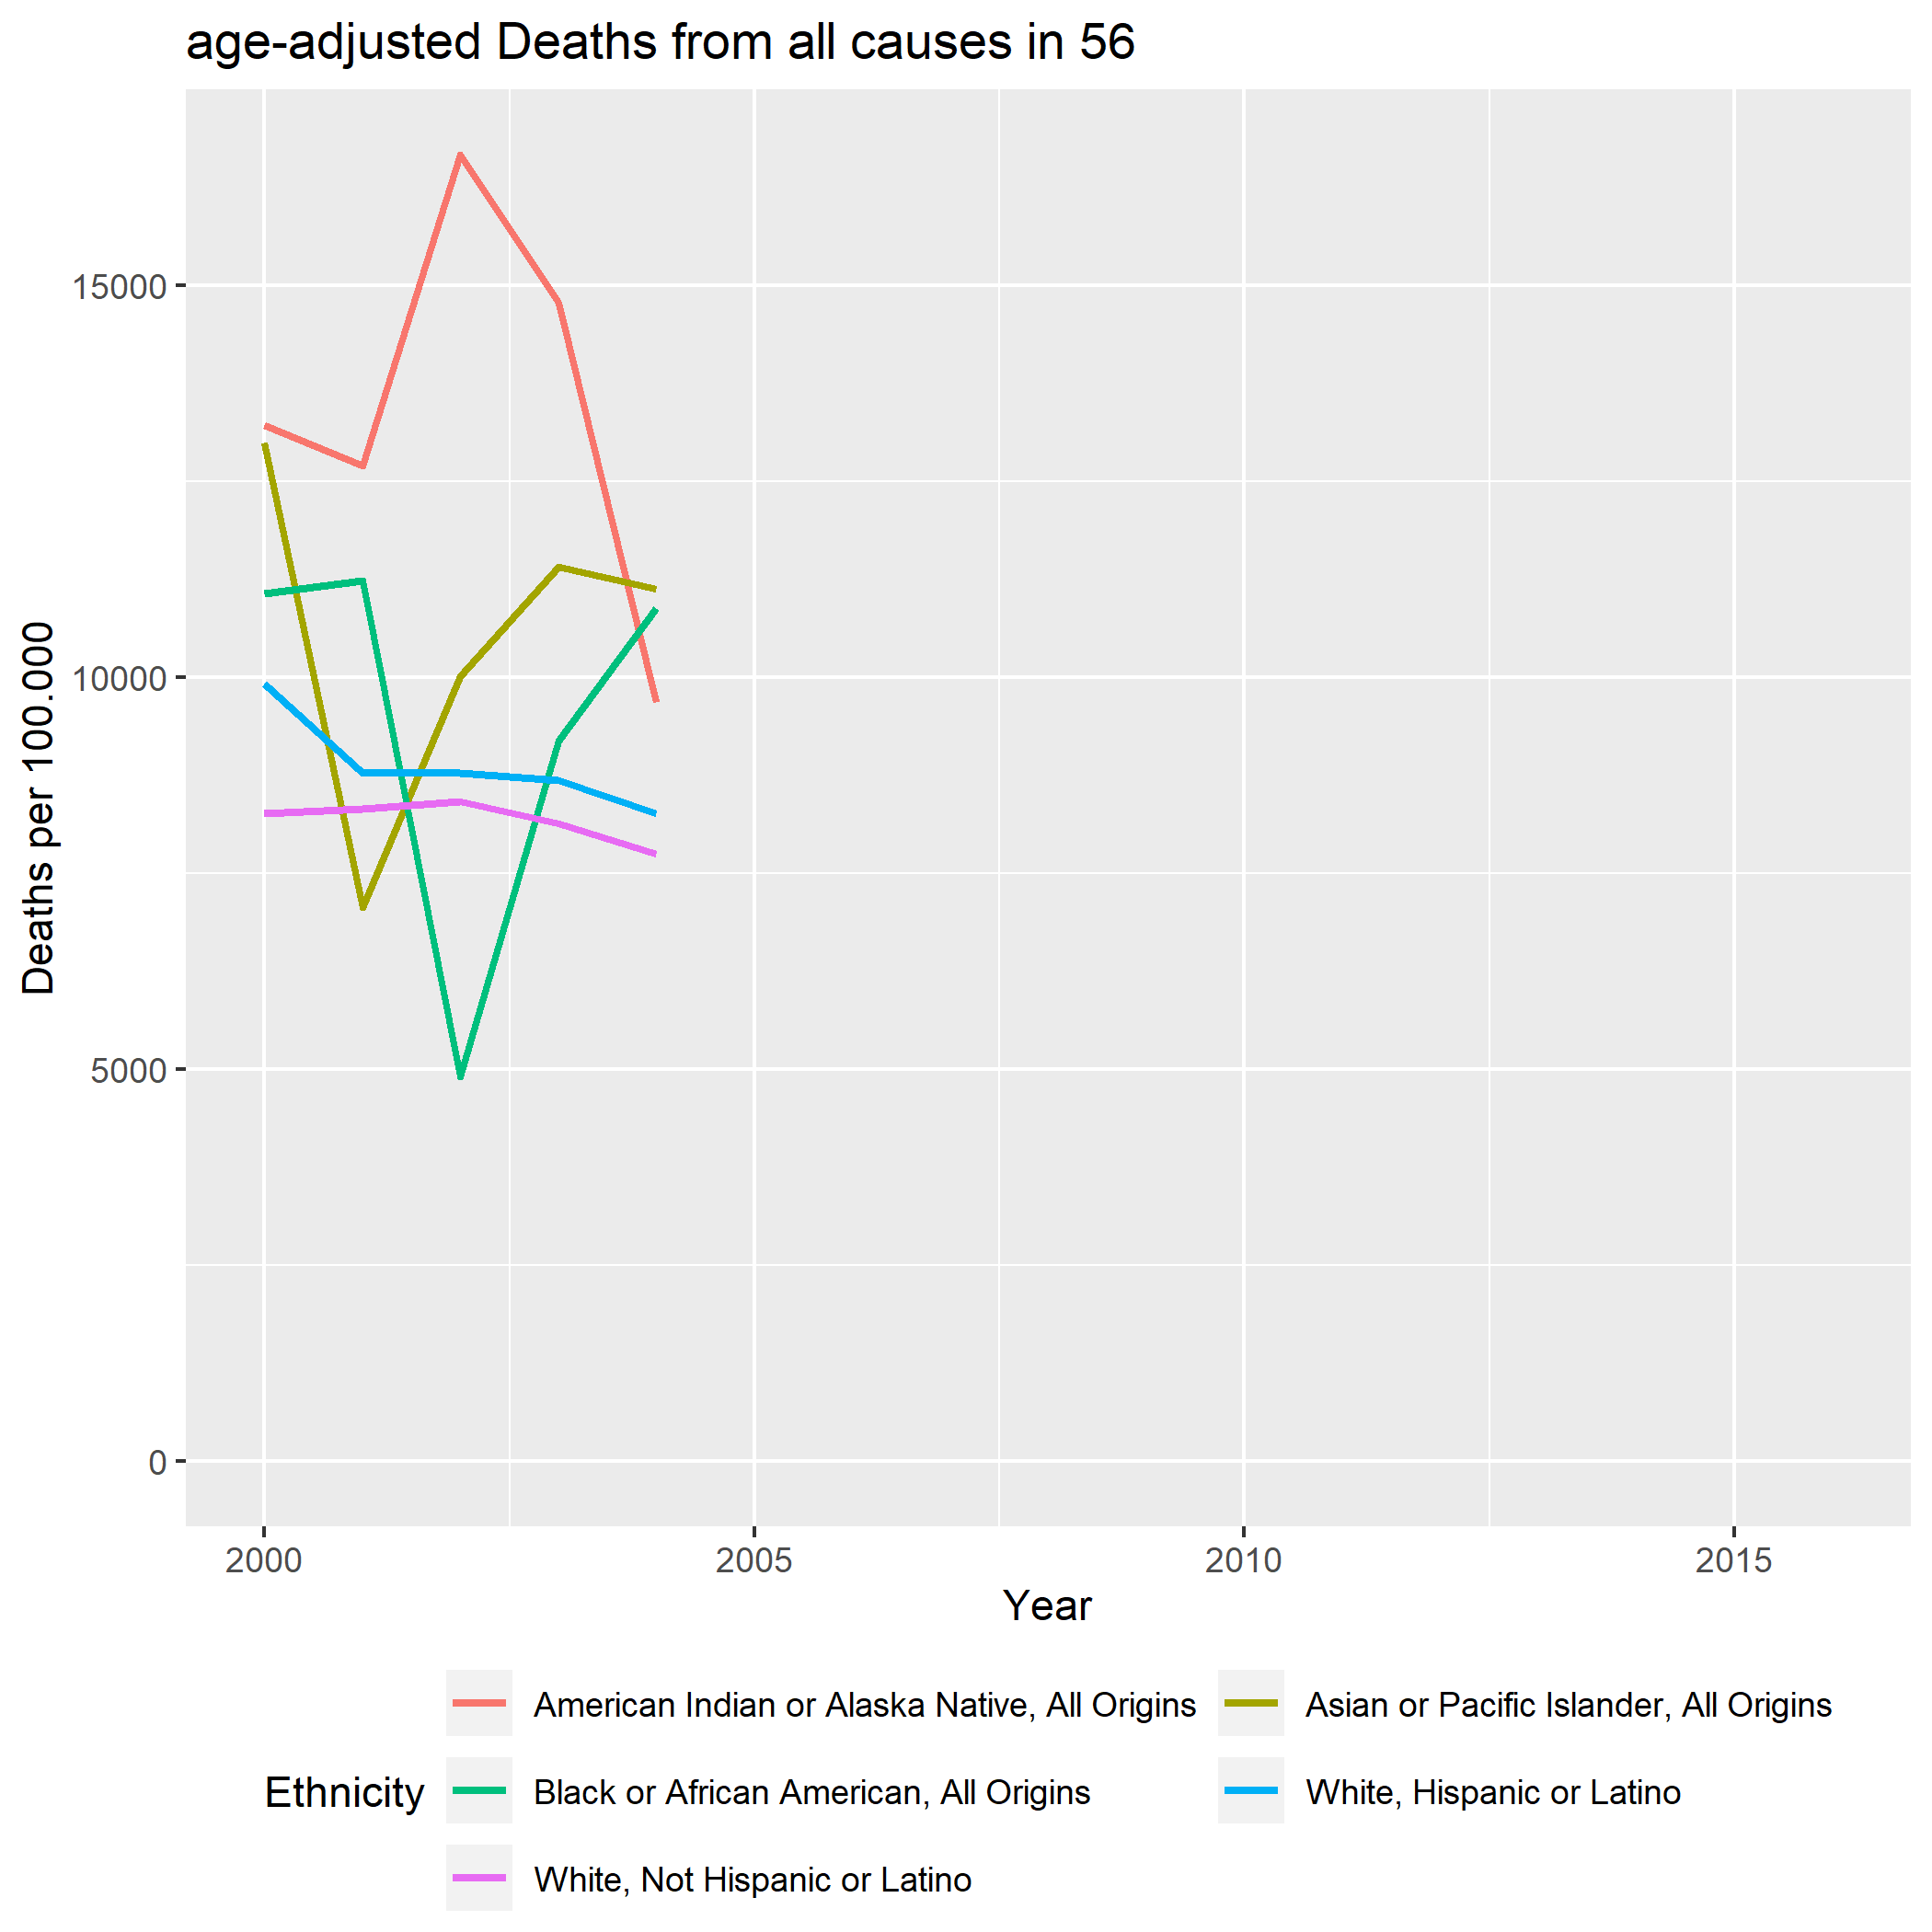 age-adjusted Deaths from all causes in 56
Deaths per 100.000
15000
10000
5000
0
2000 2005 2010 2015
Year
Ethnicity
American Indian or Alaska Native, All Origins
Asian or Pacific Islander, All Origins
Black or African American, All Origins
White, Hispanic or Latino
White, Not Hispanic or Latino